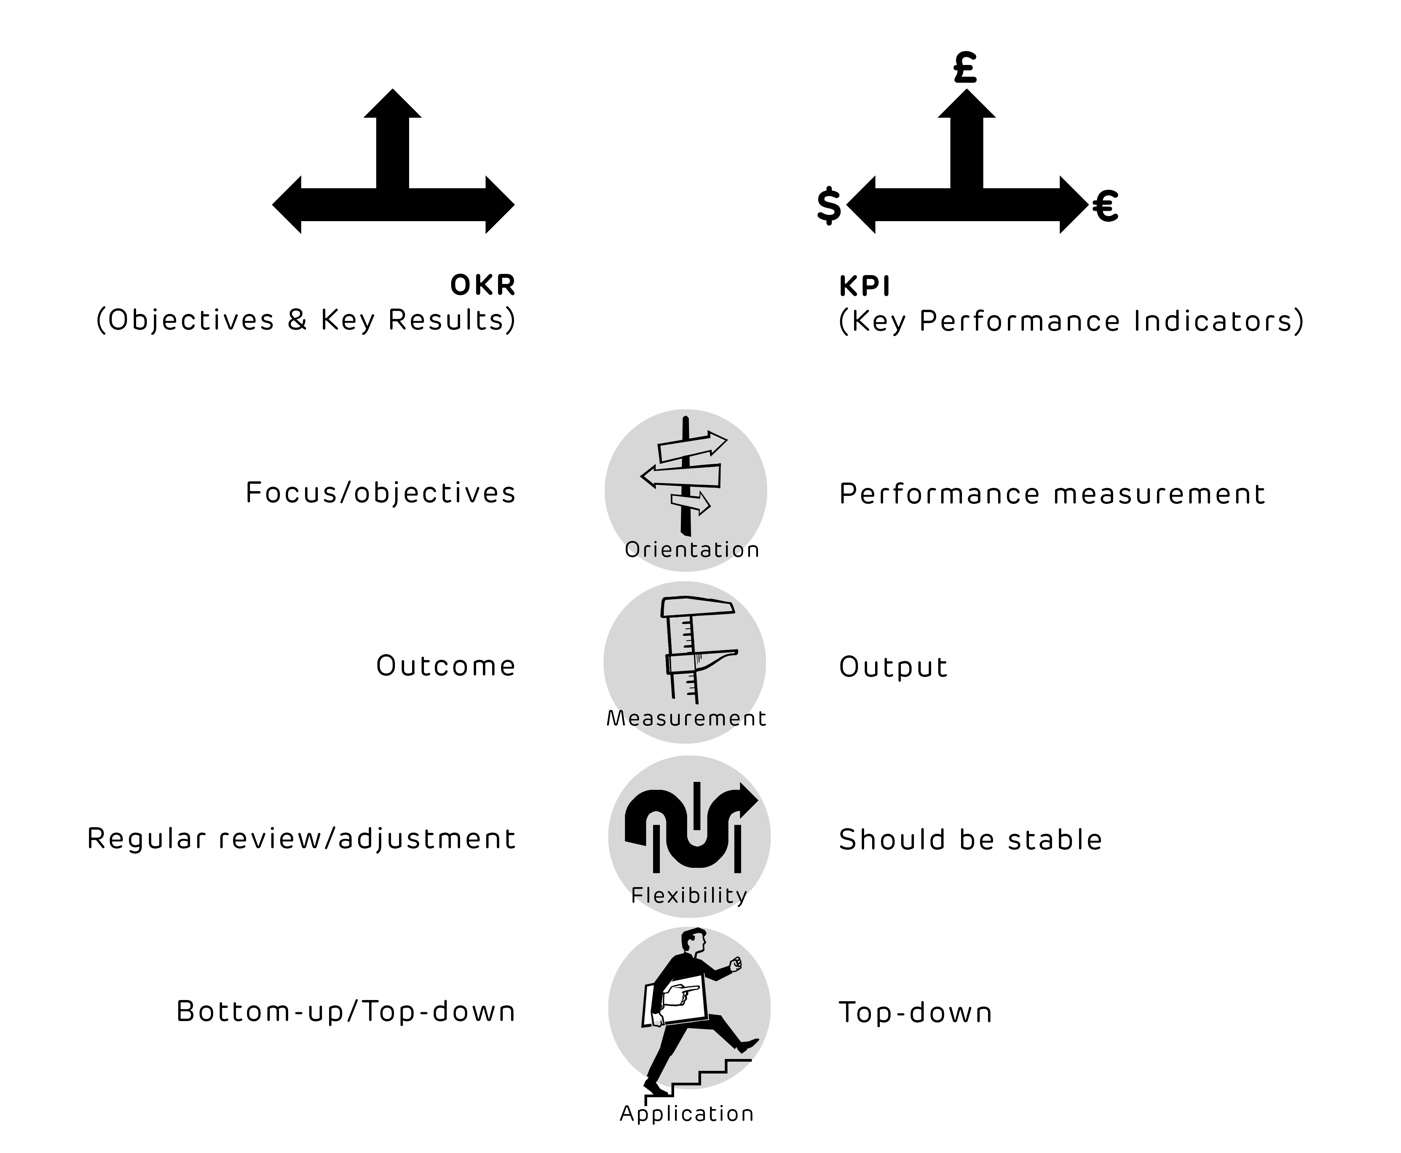 £
$
€
OKR
(Objectives & Key Results)
KPI
(Key Performance Indicators)
Focus/objectives
Orientation
Performance measurement
Outcome
Measurement
Output
Regular review/adjustment
Flexibility
Should be stable
Bottom-up/Top-down
Application
Top-down